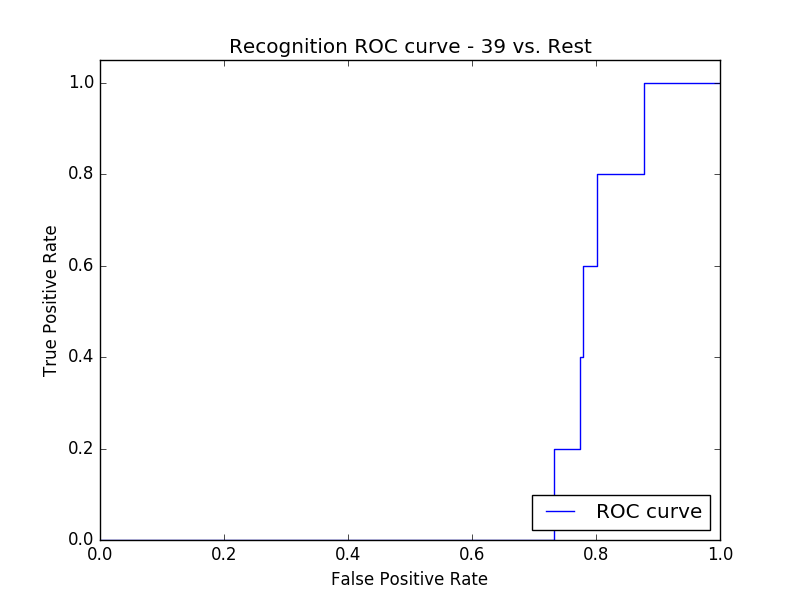 Recognition ROC curve - 39 vs. Rest
1.0
0.8
0.6
0.4
0.2
0.0
True Positive Rate
ROC curve
0.0 0.2 0.4 0.6 0.8 1.0
False Positive Rate